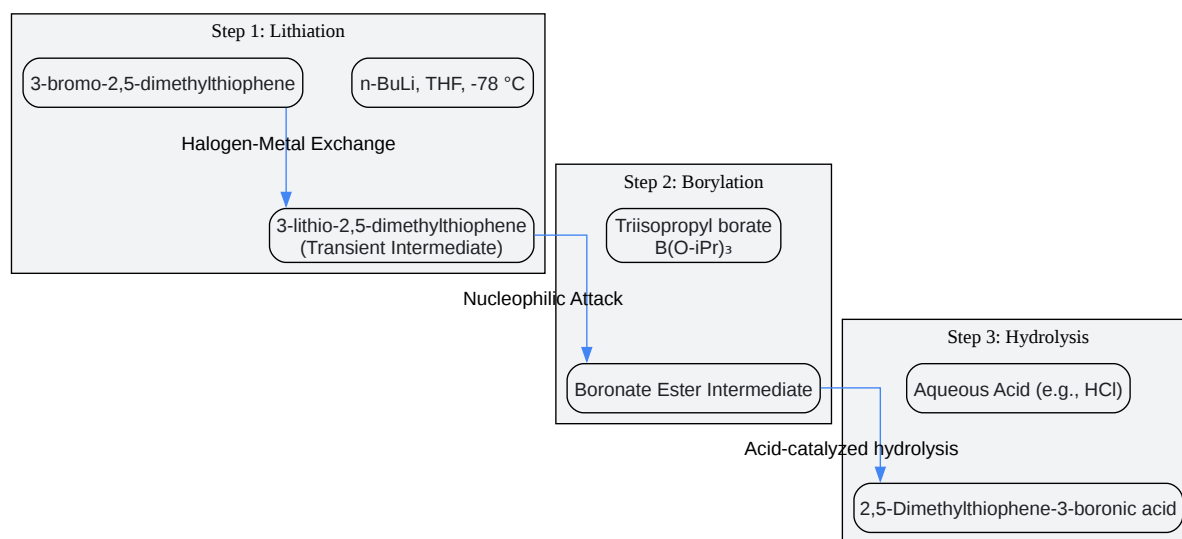 Step 1: Lithiation
3-bromo-2,5-dimethylthiophene
n-BuLi, THF, -78 °C
Halogen-Metal Exchange
3-lithio-2,5-dimethylthiophene
(Transient Intermediate)
Step 2: Borylation
Triisopropyl borate
B(O-iPr)₃
Nucleophilic Attack
Boronate Ester Intermediate
Step 3: Hydrolysis
Aqueous Acid (e.g., HCl)
Acid-catalyzed hydrolysis
2,5-Dimethylthiophene-3-boronic acid